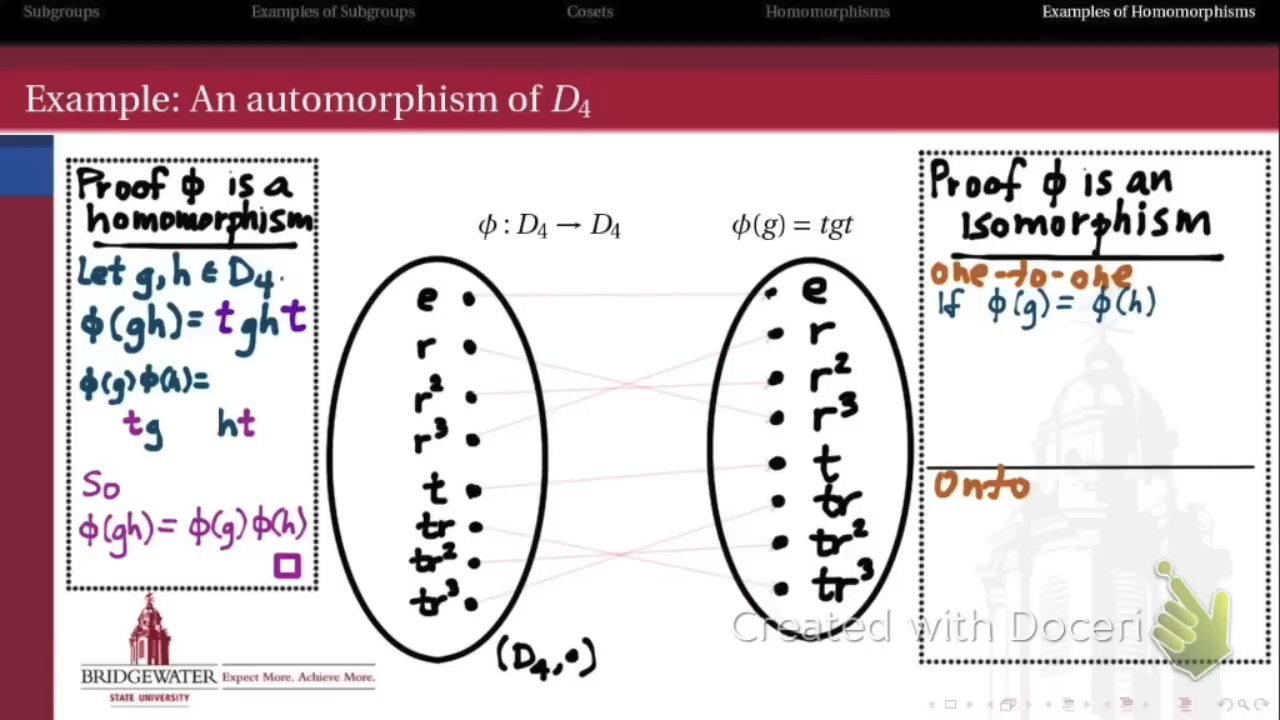 Subgroups Examples of Subgroups Cosets Homomorphisms Examples of Homomorphisms
Example: An automorphism of D₄
Proof ϕ is a
homomorphism
Let g, h ∈ D₄.
ϕ(gh) = tght
ϕ(g)ϕ(h) =
tg ht
So
ϕ(gh) = ϕ(g)ϕ(h)
□
ϕ : D₄ → D₄ ϕ(g) = tgt
e
r
r²
r³
t
tr
tr²
tr³
(D₄, •)
e
r
r²
r³
t
tr
tr²
tr³
Proof ϕ is an
Isomorphism
one-to-one
If ϕ(g) = ϕ(h)
Onto
Created with Doceri
BRIDGEWATER
STATE UNIVERSITY
Expect More. Achieve More.